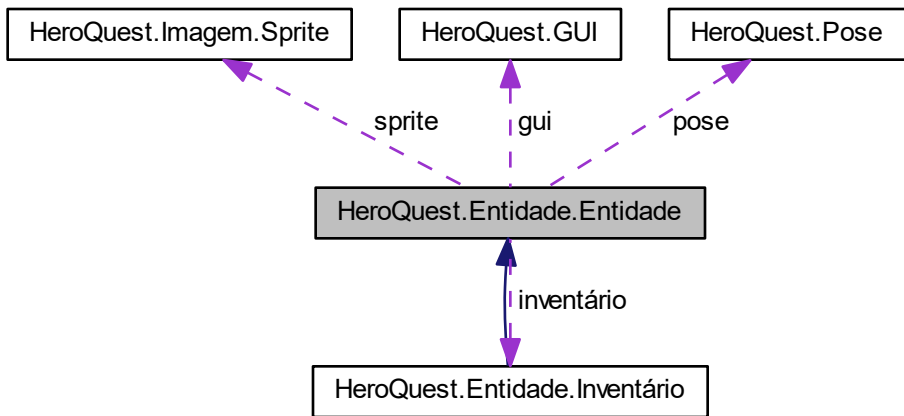 HeroQuest.Imagem.Sprite
HeroQuest.GUI
HeroQuest.Pose
sprite
gui
pose
HeroQuest.Entidade.Entidade
inventário
HeroQuest.Entidade.Inventário